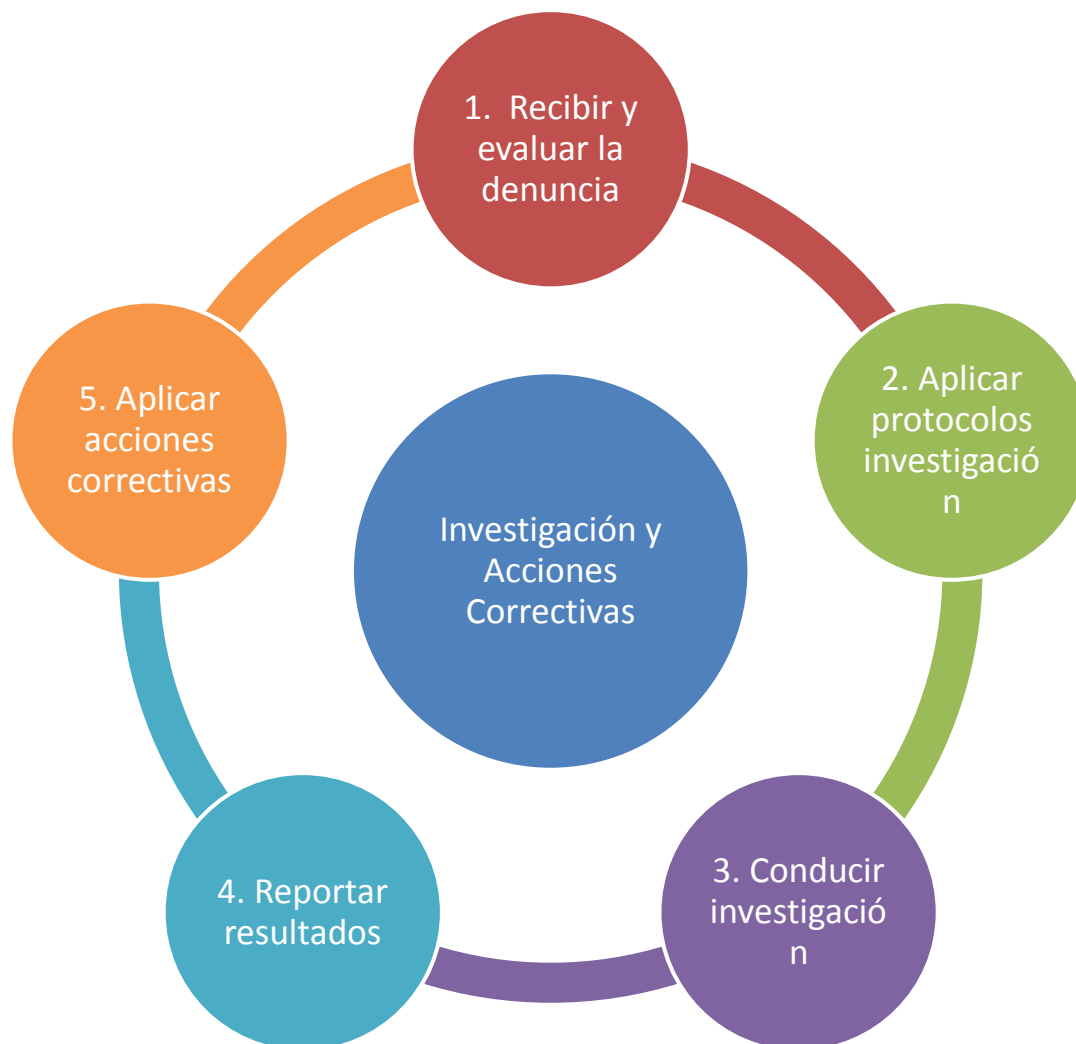 1.  Recibir y
evaluar la
denuncia
2. Aplicar
protocolos
investigació
n
3. Conducir
investigació
n
4. Reportar
resultados
5. Aplicar
acciones
correctivas
Investigación y
Acciones
Correctivas